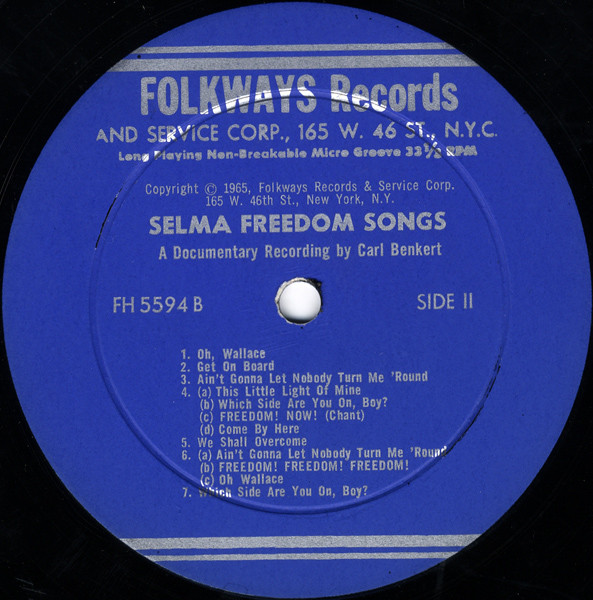 FOLKWAYS Records
AND SERVICE CORP., 165 W. 46 ST., N.Y.C.
Long Playing Non-Breakable Micro Groove 33 1/3 RPM
Copyright © 1965, Folkways Records & Service Corp.
165 W. 46th St., New York, N.Y.
SELMA FREEDOM SONGS
A Documentary Recording by Carl Benkert
FH 5594 B SIDE II
1. Oh, Wallace
2. Get On Board
3. Ain't Gonna Let Nobody Turn Me 'Round
4. (a) This Little Light Of Mine
(b) Which Side Are You On, Boy?
(c) FREEDOM! NOW! (Chant)
(d) Come By Here
5. We Shall Overcome
6. (a) Ain't Gonna Let Nobody Turn Me 'Round
(b) FREEDOM! FREEDOM! FREEDOM!
(c) Oh Wallace
7. Which Side Are You On, Boy?